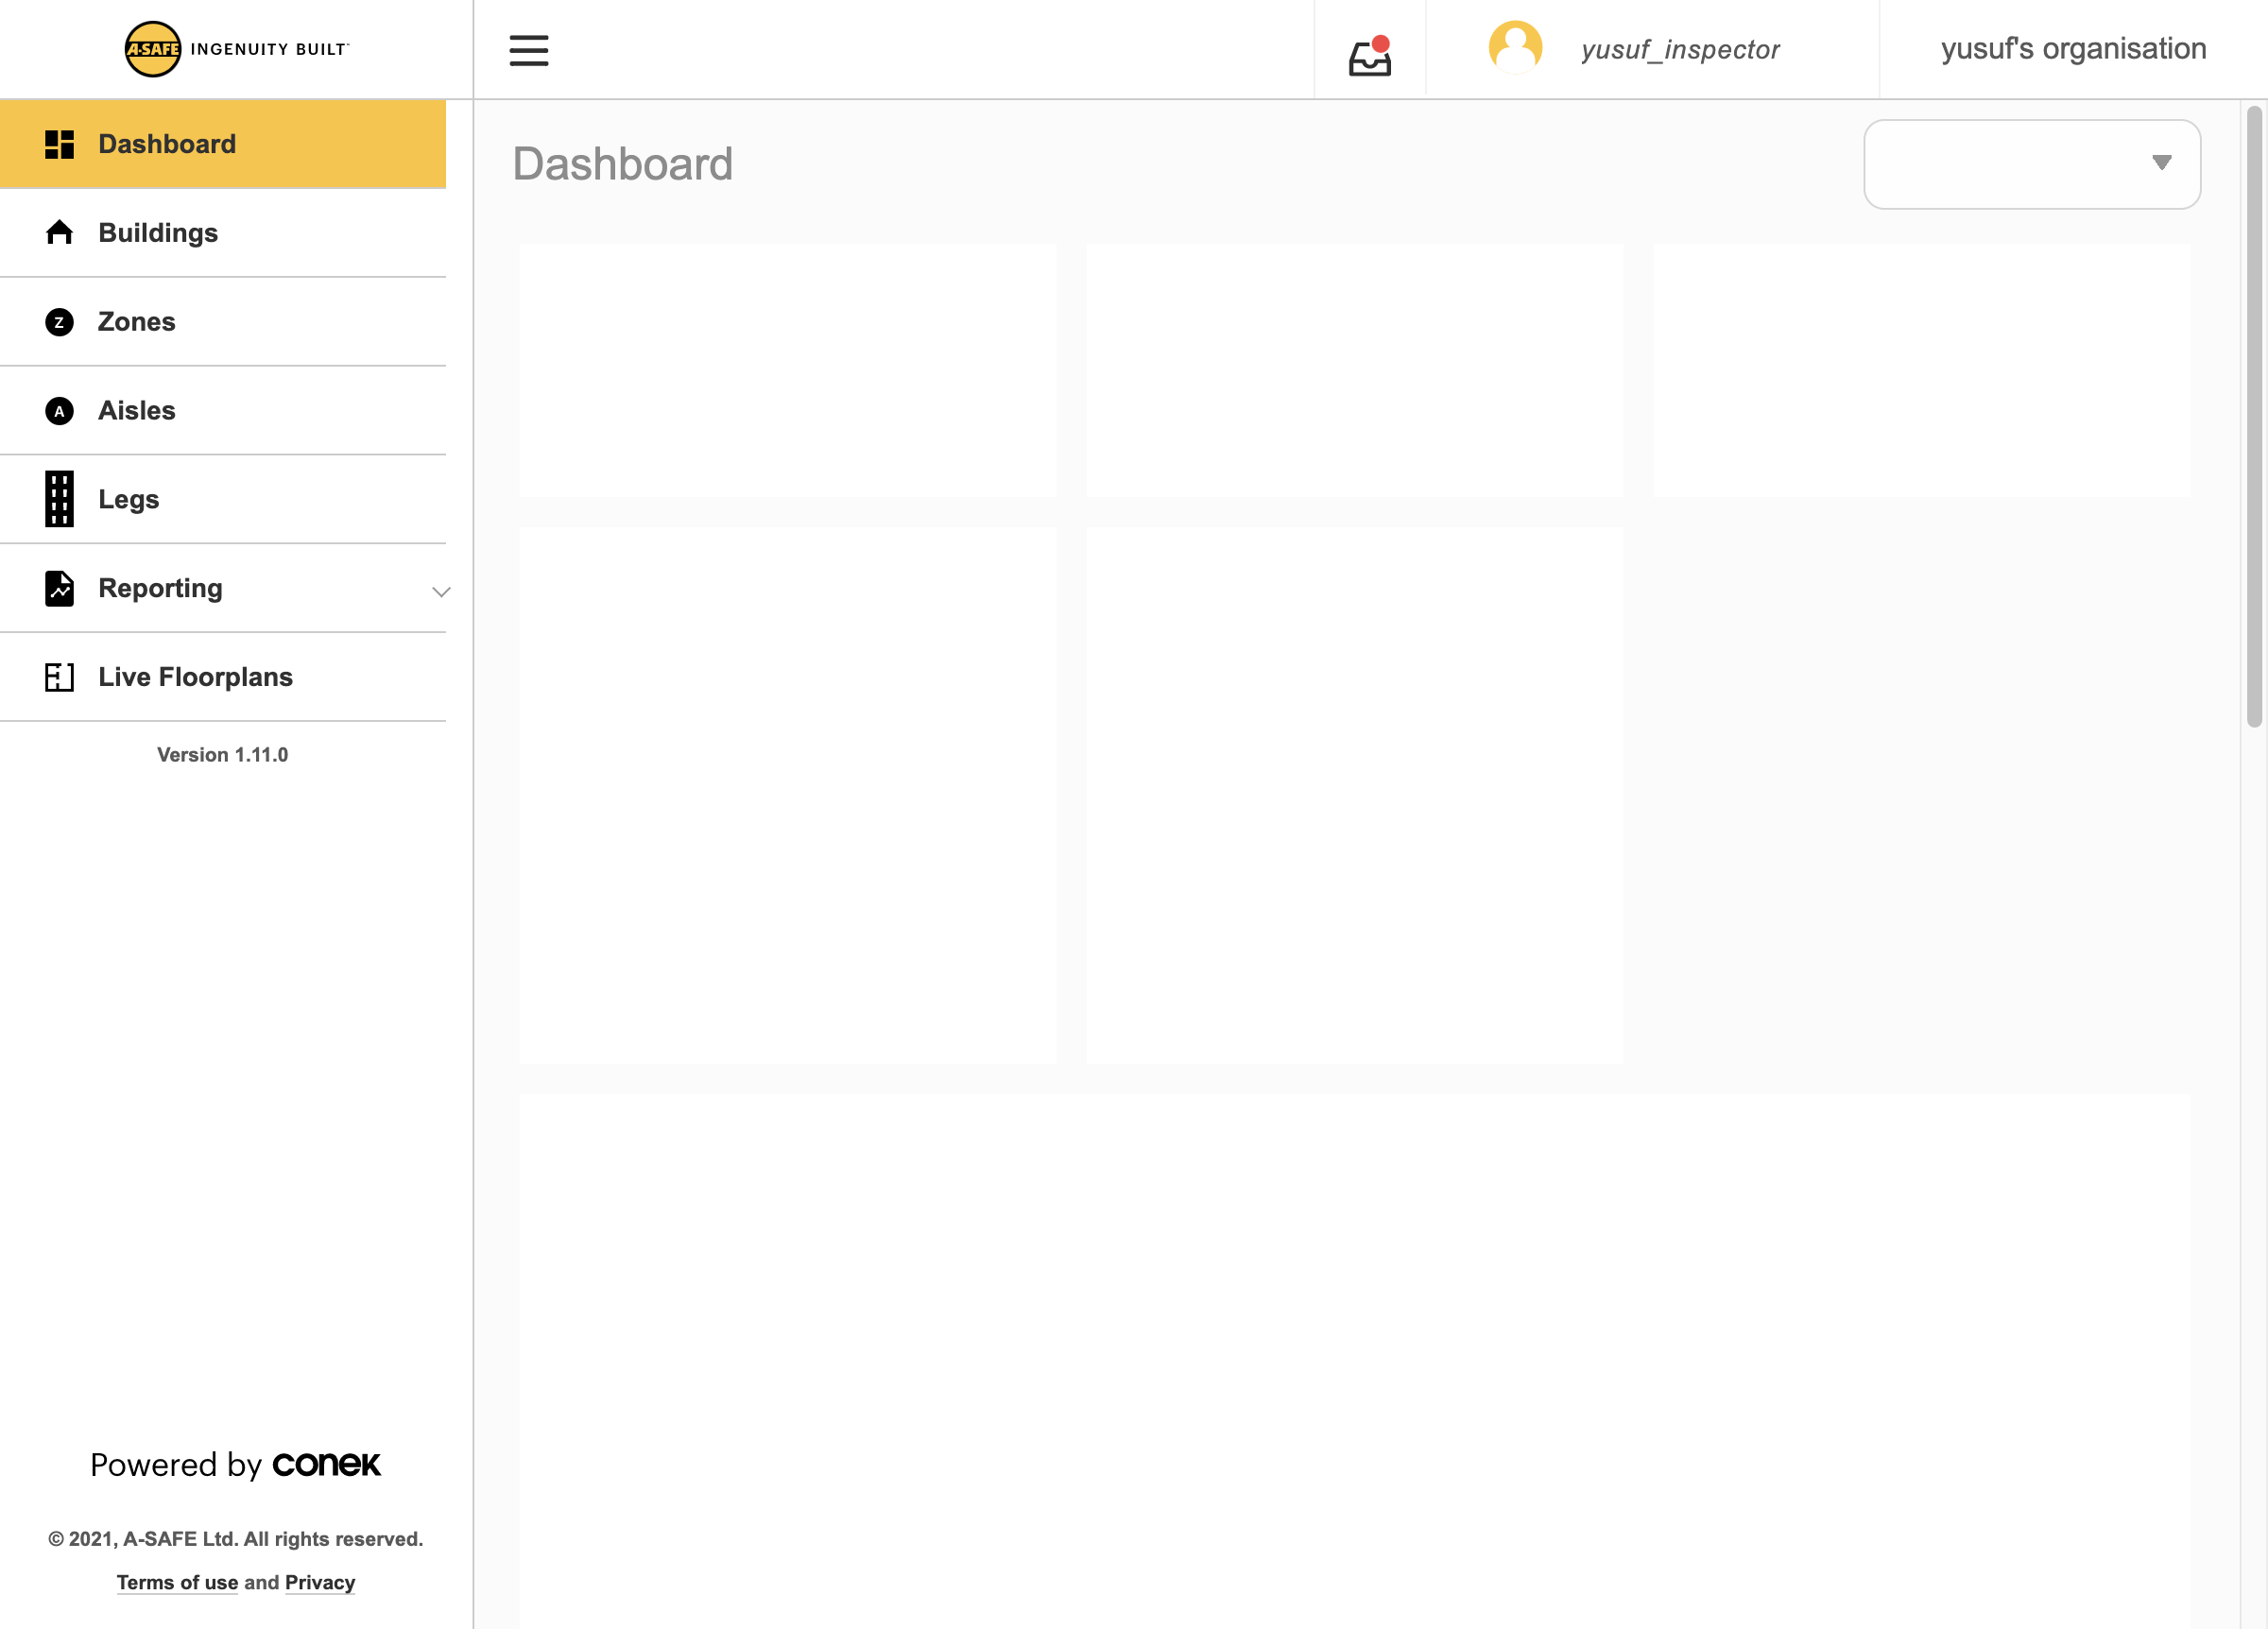 A-SAFE INGENUITY BUILT™
yusuf_inspector
yusuf's organisation
Dashboard
Buildings
Z Zones
A Aisles
Legs
Reporting
Live Floorplans
Version 1.11.0
Powered by conek
© 2021, A-SAFE Ltd. All rights reserved.
Terms of use and Privacy
Dashboard